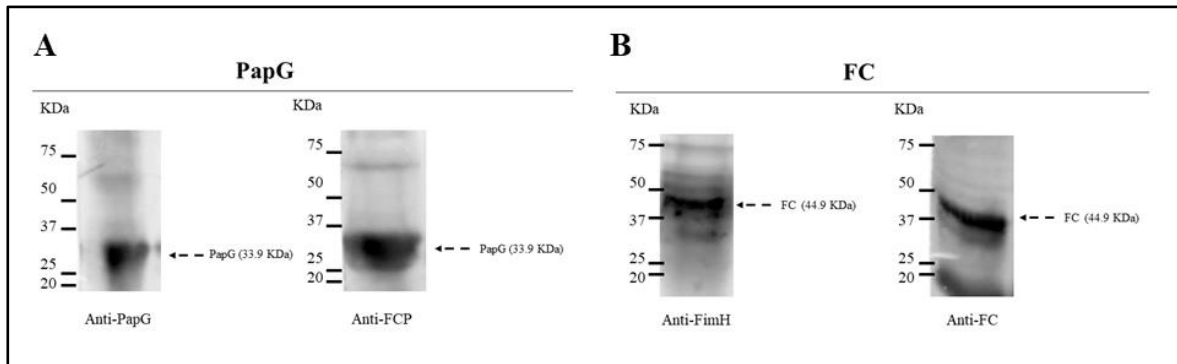 A
PapG
KDa
75
50
37
25
20
PapG (33.9 KDa)
Anti-PapG
KDa
75
50
37
25
20
PapG (33.9 KDa)
Anti-FCP
B
FC
KDa
75
50
37
25
20
FC (44.9 KDa)
Anti-FimH
KDa
75
50
37
25
20
FC (44.9 KDa)
Anti-FC